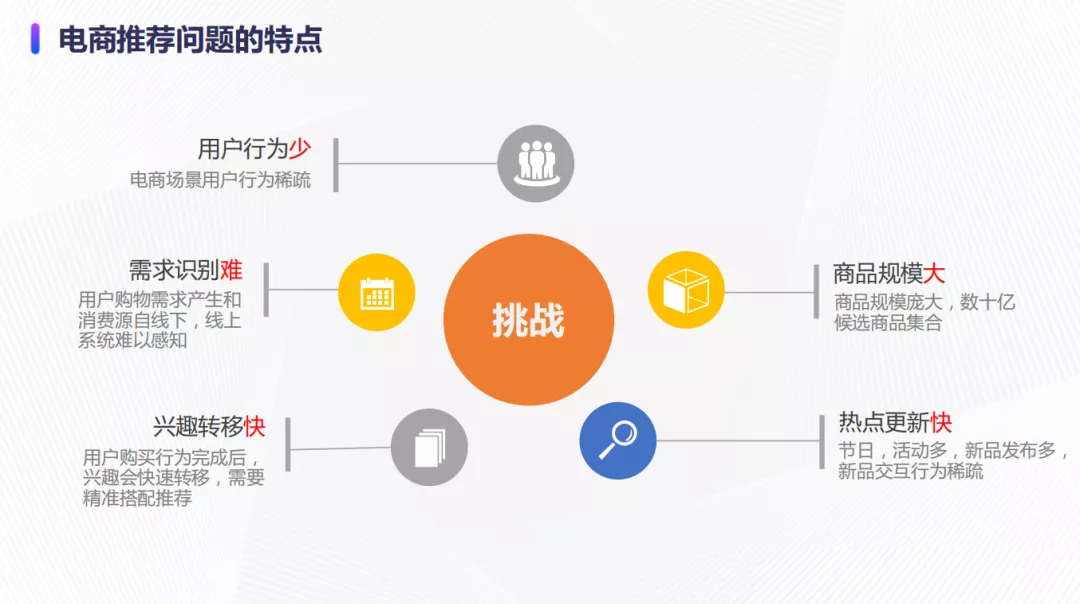 电商推荐问题的特点
用户行为少
电商场景用户行为稀疏
需求识别难
用户购物需求产生和
消费源自线下，线上
系统难以感知
兴趣转移快
用户购买行为完成后，
兴趣会快速转移，需要
精准搭配推荐
挑战
商品规模大
商品规模庞大，数十亿
候选商品集合
热点更新快
节日，活动多，新品发布多，
新品交互行为稀疏